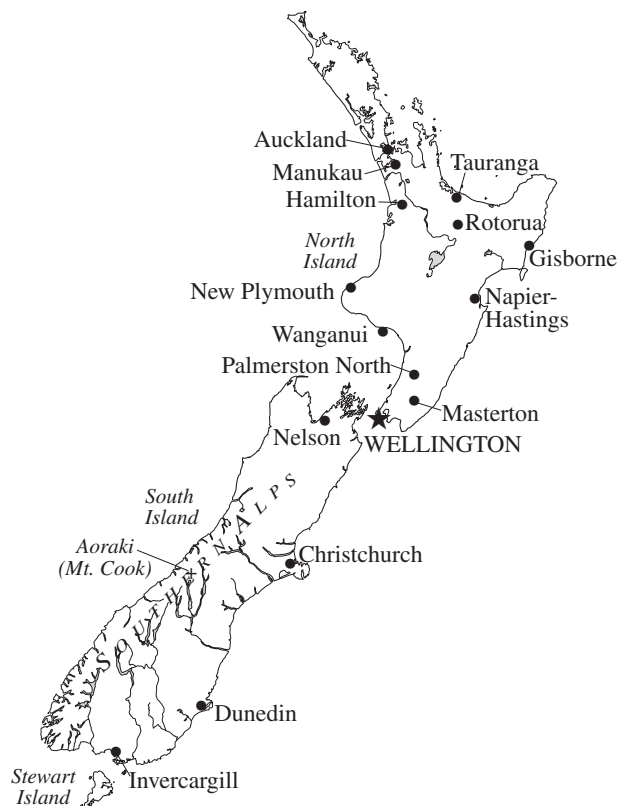 Auckland
Manukau
Tauranga
Hamilton
Rotorua
North
Island
Gisborne
New Plymouth
Napier-
Hastings
Wanganui
Palmerston North
Masterton
Nelson
WELLINGTON
South
Island
SOUTHERN ALPS
Aoraki
(Mt. Cook)
Christchurch
Dunedin
Stewart
Island
Invercargill